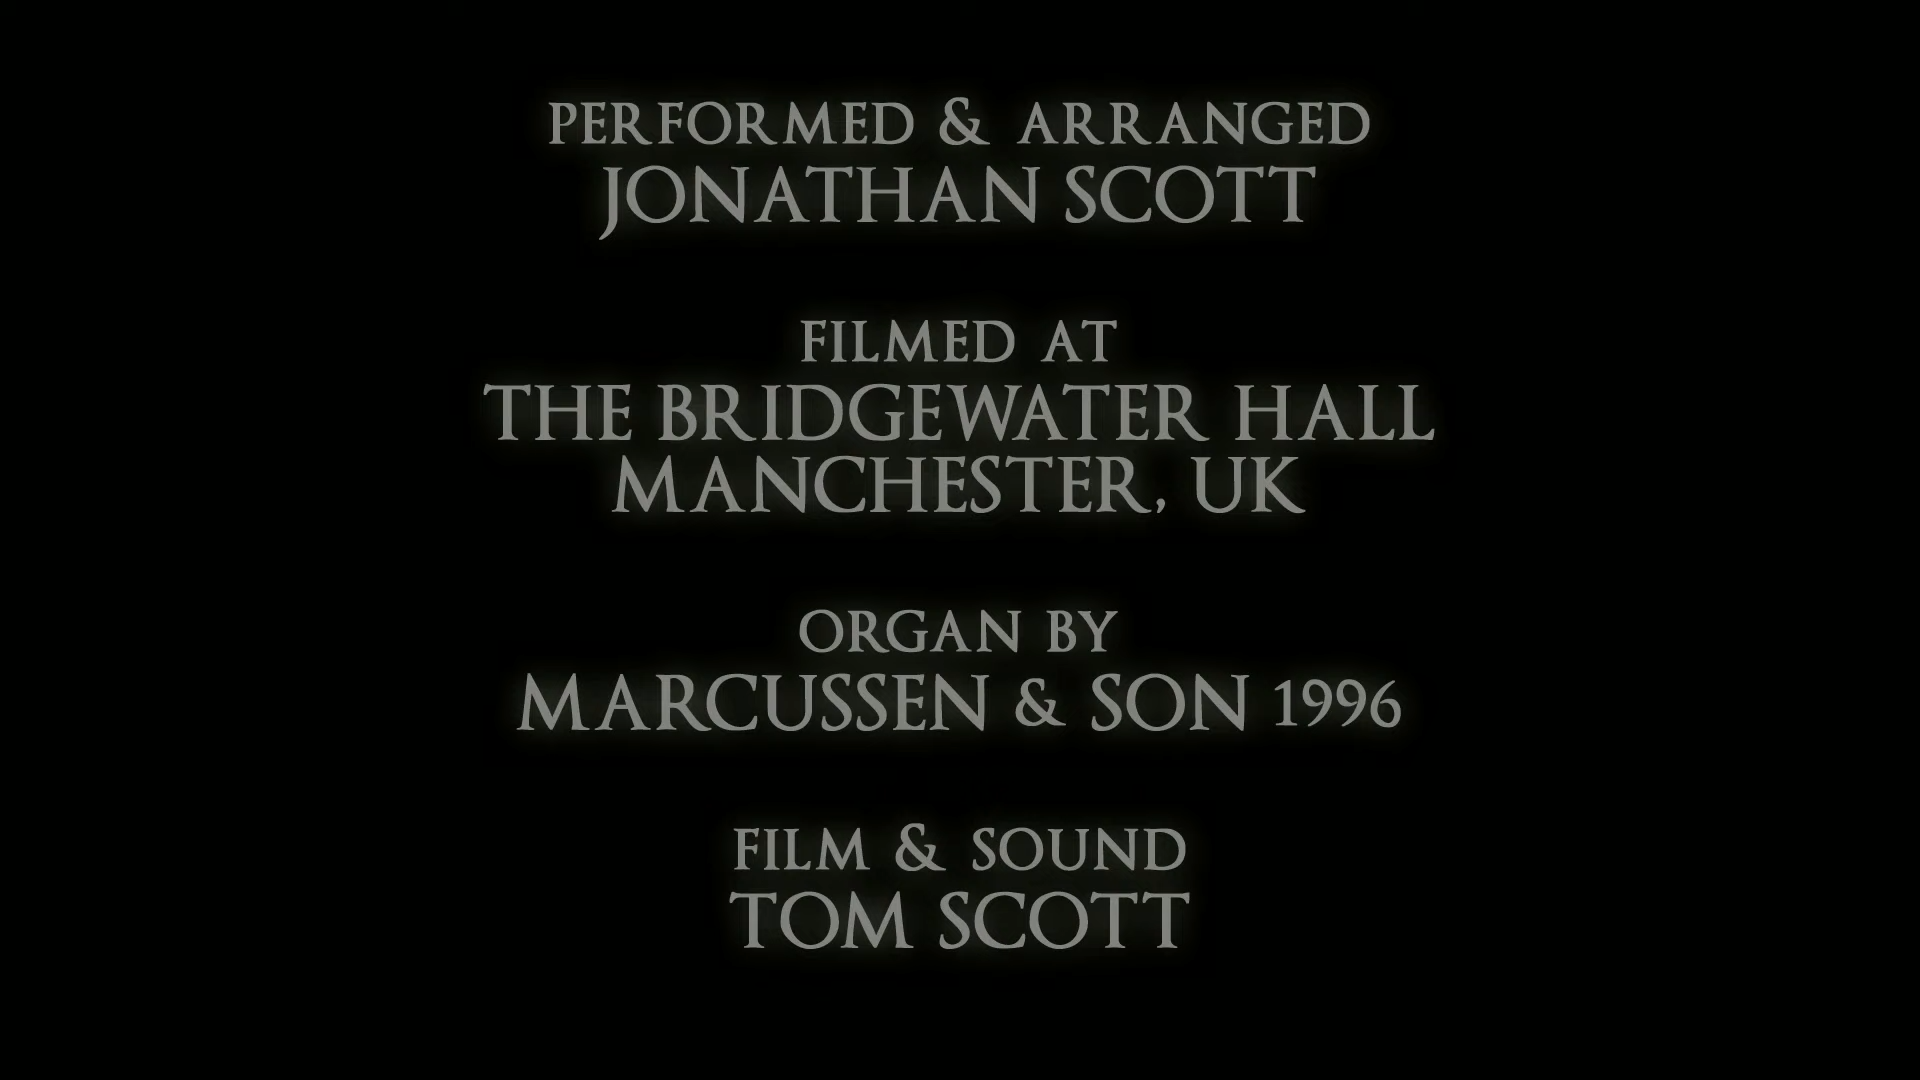 PERFORMED & ARRANGED
JONATHAN SCOTT
FILMED AT
THE BRIDGEWATER HALL
MANCHESTER, UK
ORGAN BY
MARCUSSEN & SON 1996
FILM & SOUND
TOM SCOTT